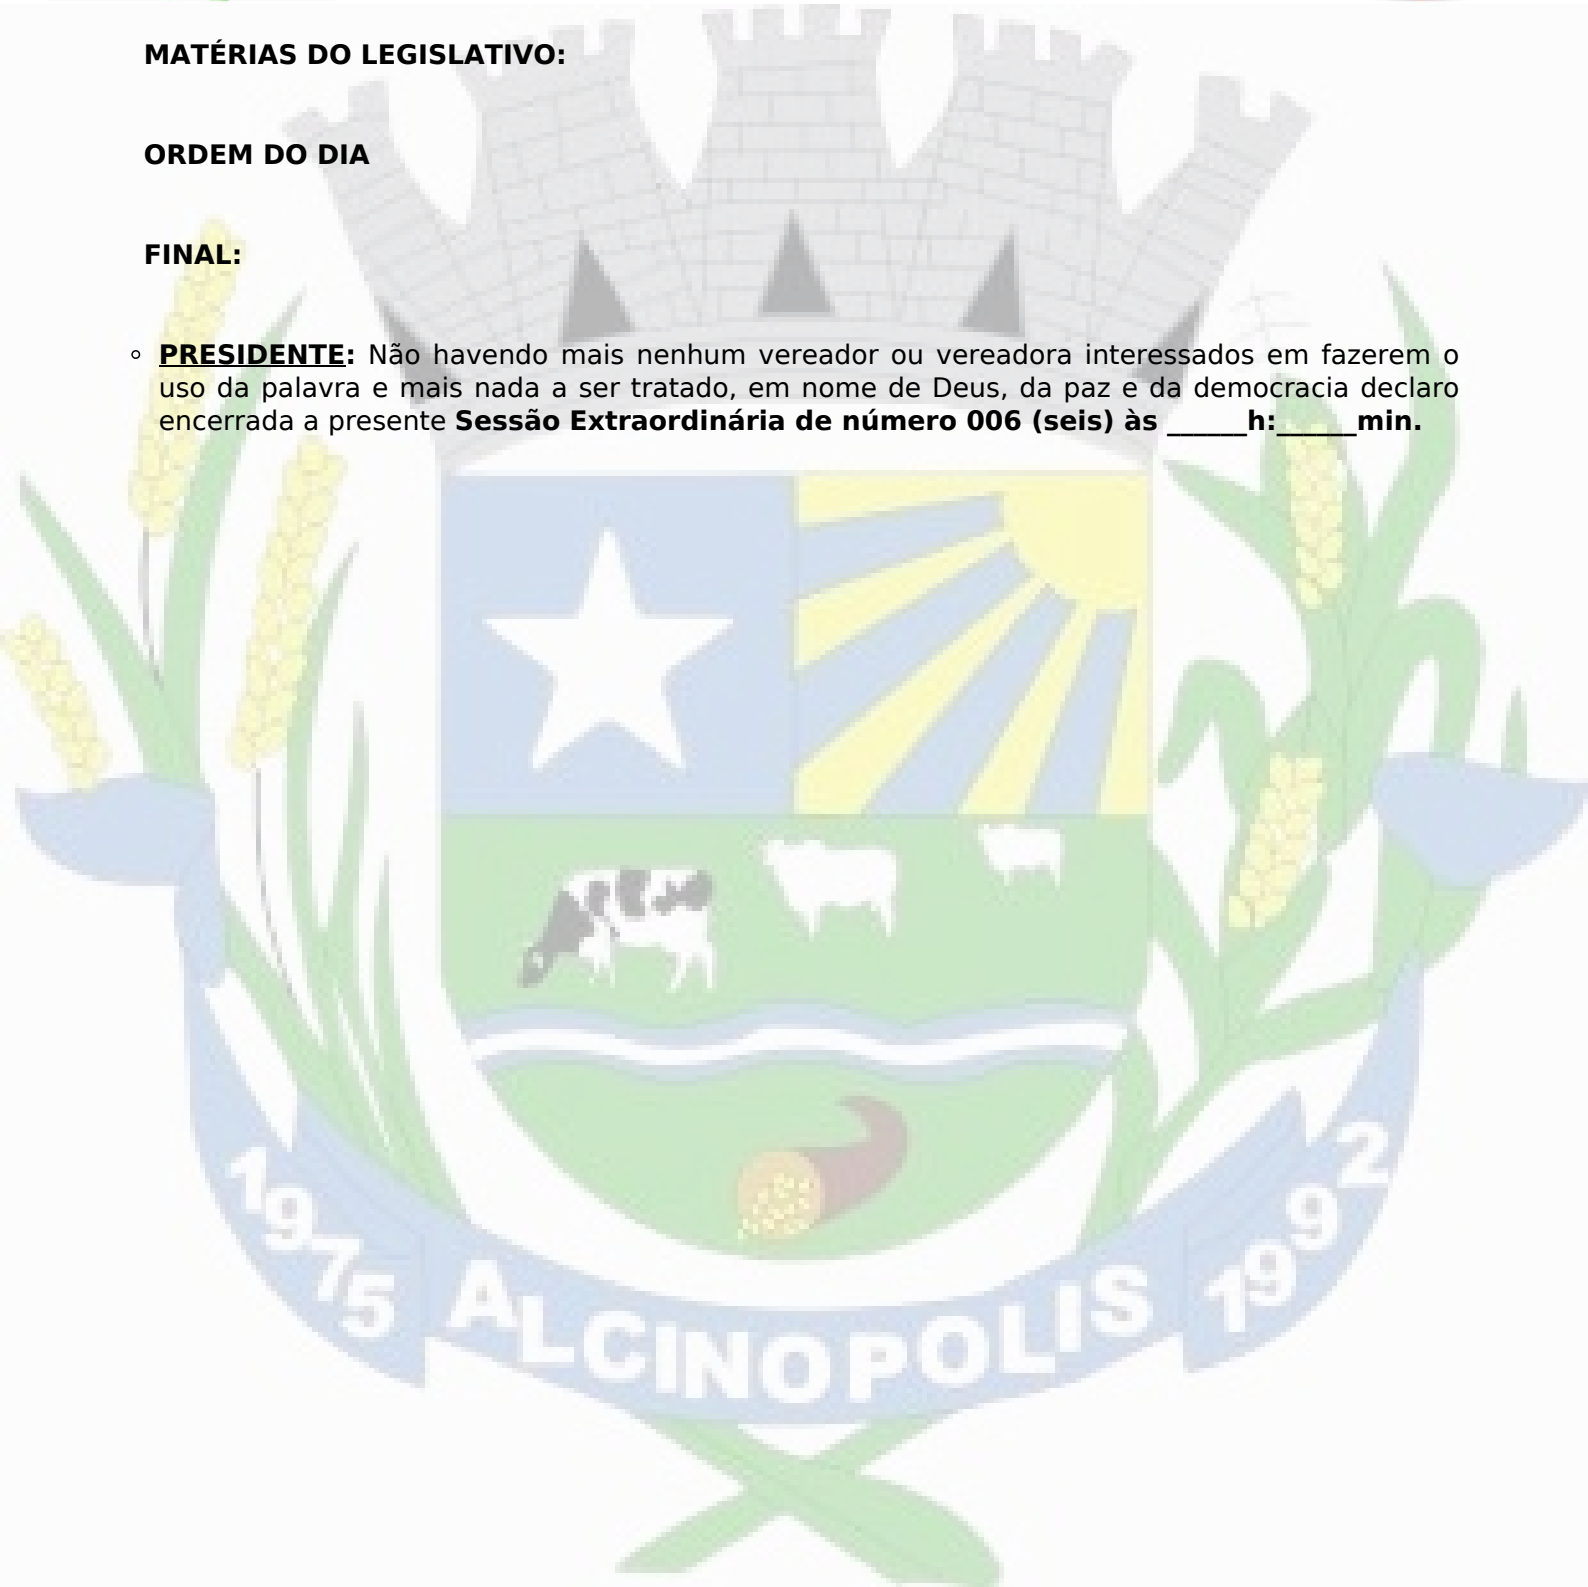 MATÉRIAS DO LEGISLATIVO:
ORDEM DO DIA
FINAL:
PRESIDENTE: Não havendo mais nenhum vereador ou vereadora interessados em fazerem o
uso da palavra e mais nada a ser tratado, em nome de Deus, da paz e da democracia declaro
encerrada a presente Sessão Extraordinária de número 006 (seis) às ______h:______min.
1975 ALCINOPOLIS 1992